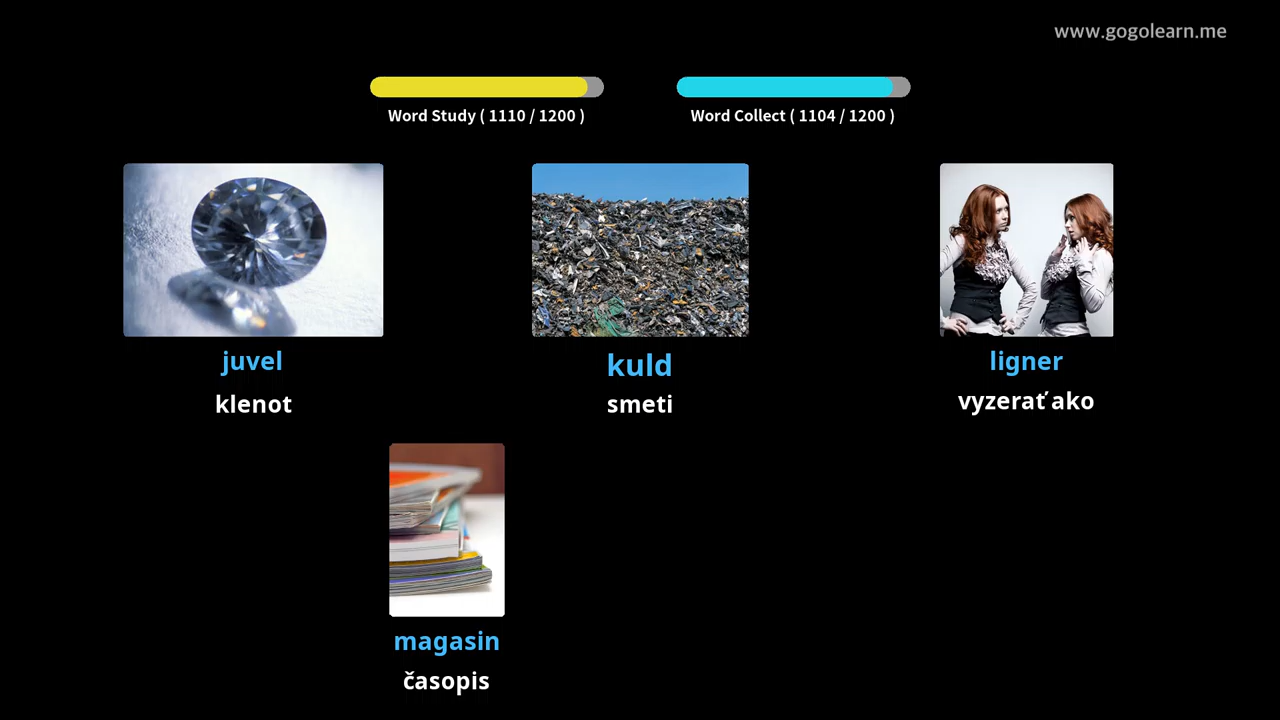 www.gogolearn.me
Word Study ( 1110 / 1200 )
Word Collect ( 1104 / 1200 )
juvel
kuld
ligner
klenot
smeti
vyzerať ako
magasin
časopis